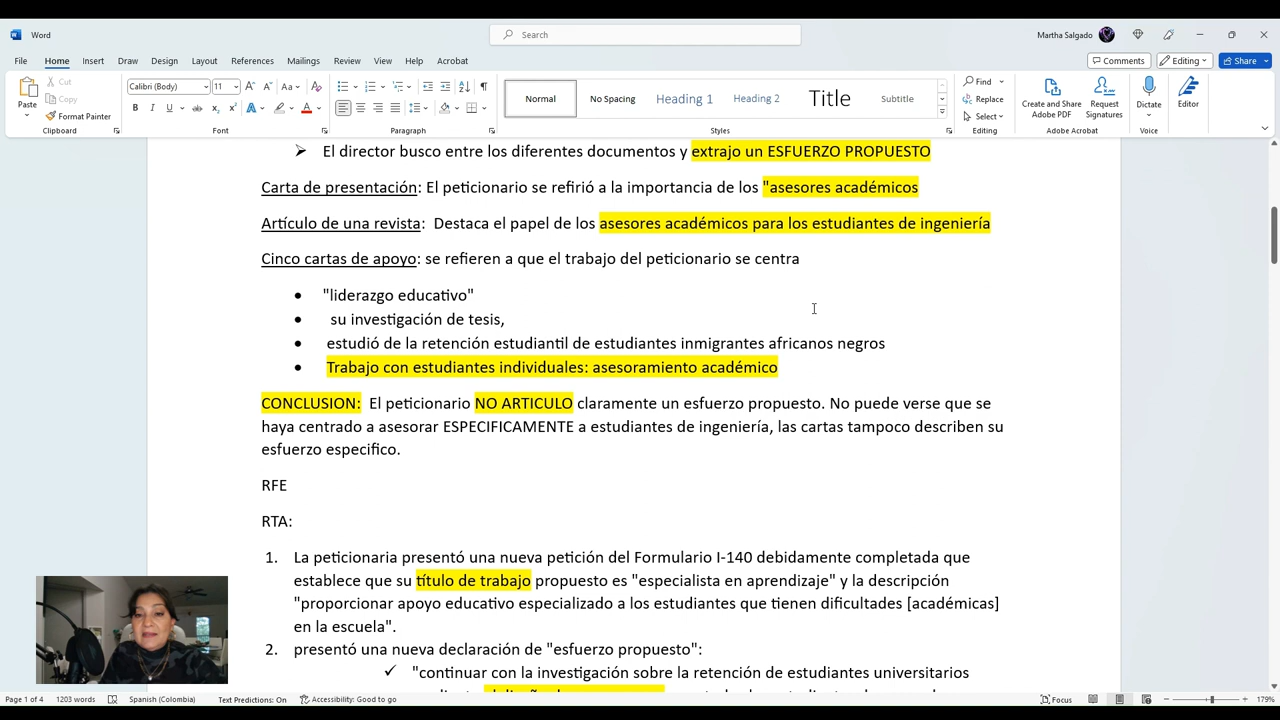 Word
Search
Martha Salgado
File Home Insert Draw Design Layout References Mailings Review View Help Acrobat
Comments Editing Share
Paste
Cut
Copy
Format Painter
Clipboard
Calibri (Body) 11
Font
Paragraph
Normal No Spacing Heading 1 Heading 2 Title Subtitle
Styles
Find
Replace
Select
Editing
Create and Share Adobe PDF
Request Signatures
Adobe Acrobat
Dictate
Voice
Editor
El director busco entre los diferentes documentos y extrajo un ESFUERZO PROPUESTO
Carta de presentación: El peticionario se refirió a la importancia de los "asesores académicos
Artículo de una revista: Destaca el papel de los asesores académicos para los estudiantes de ingeniería
Cinco cartas de apoyo: se refieren a que el trabajo del peticionario se centra
"liderazgo educativo"
su investigación de tesis,
estudió de la retención estudiantil de estudiantes inmigrantes africanos negros
Trabajo con estudiantes individuales: asesoramiento académico
CONCLUSION: El peticionario NO ARTICULO claramente un esfuerzo propuesto. No puede verse que se
haya centrado a asesorar ESPECIFICAMENTE a estudiantes de ingeniería, las cartas tampoco describen su
esfuerzo especifico.
RFE
RTA:
1. La peticionaria presentó una nueva petición del Formulario I-140 debidamente completada que
establece que su título de trabajo propuesto es "especialista en aprendizaje" y la descripción
"proporcionar apoyo educativo especializado a los estudiantes que tienen dificultades [académicas]
en la escuela".
2. presentó una nueva declaración de "esfuerzo propuesto":
"continuar con la investigación sobre la retención de estudiantes universitarios
Page 1 of 4 1203 words Spanish (Colombia) Text Predictions: On Accessibility: Good to go Focus 179%